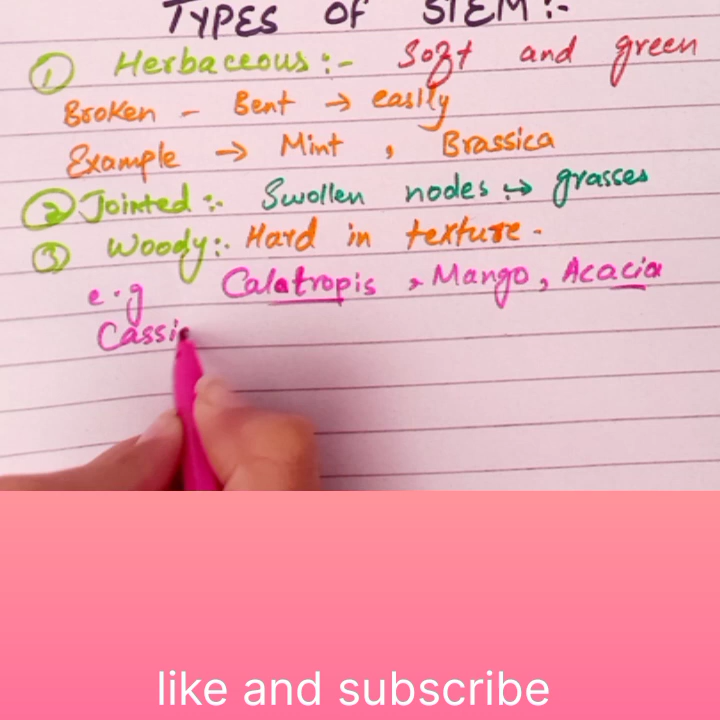 TYPES OF STEM:-
① Herbaceous:- Soft and green
Broken - Bent → easily
Example → Mint , Brassica
② Jointed:- Swollen nodes → grasses
③ Woody:- Hard in texture.
e.g Calatropis , Mango, Acacia
Cassi
like and subscribe